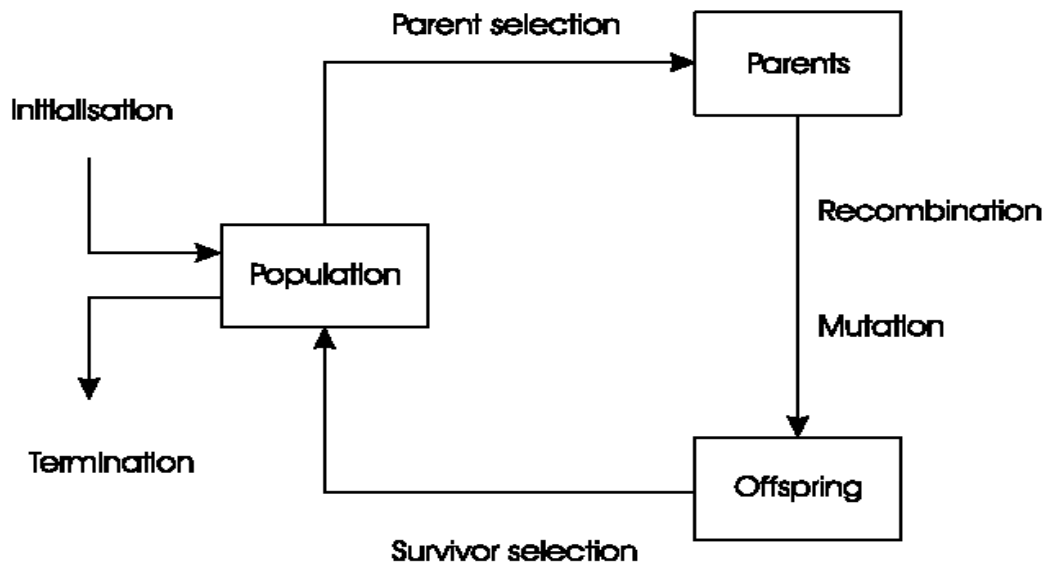 Parent selection
Parents
Initialisation
Recombination
Population
Mutation
Termination
Offspring
Survivor selection